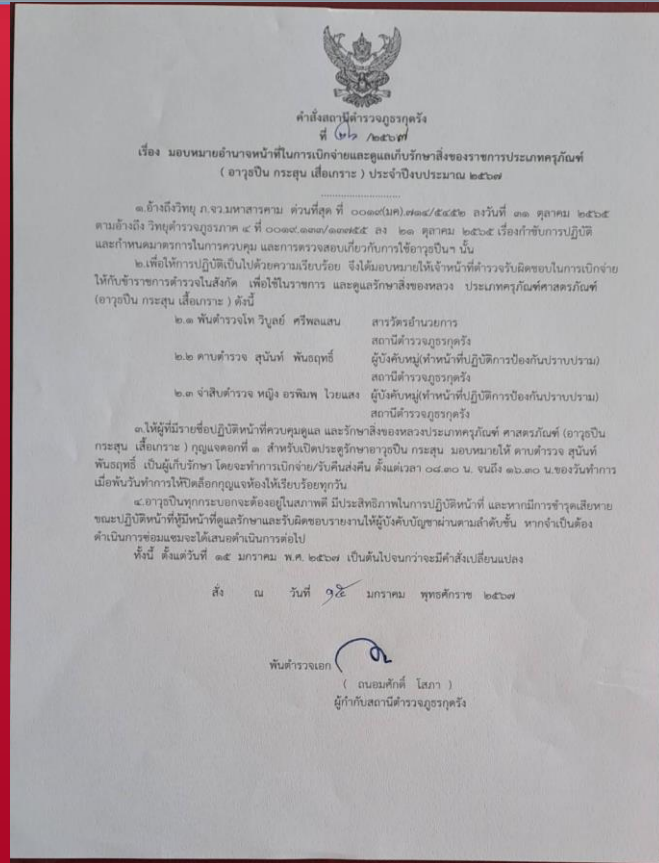 คำสั่งสถานีตำรวจภูธรกุดรัง
ที่ /๒๕๖๗
เรื่อง มอบหมายอำนาจหน้าที่ในการเบิกจ่ายและดูแลเก็บรักษาสิ่งของราชการประเภทครุภัณฑ์
( อาวุธปืน กระสุน เสื้อเกราะ ) ประจำปีงบประมาณ ๒๕๖๗
๑.อ้างถึงวิทยุ ภ.จว.มหาสารคาม ด่วนที่สุด ที่ ๐๐๑๙(มค).๗๑๔/๕๔๕๒ ลงวันที่ ๓๑ ตุลาคม ๒๕๖๕
ตามอ้างถึง วิทยุตำรวจภูธรภาค ๔ ที่ ๐๐๑๙.๑๓๓/๑๓๗๕๕ ลง ๒๑ ตุลาคม ๒๕๖๕ เรื่องกำชับการปฏิบัติ
และกำหนดมาตรการในการควบคุม และการตรวจสอบเกี่ยวกับการใช้อาวุธปืนฯ นั้น
๒.เพื่อให้การปฏิบัติเป็นไปด้วยความเรียบร้อย จึงได้มอบหมายให้เจ้าหน้าที่ตำรวจรับผิดชอบในการเบิกจ่าย
ให้กับข้าราชการตำรวจในสังกัด เพื่อใช้ในราชการ และดูแลรักษาสิ่งของหลวง ประเภทครุภัณฑ์ศาสตรภัณฑ์
(อาวุธปืน กระสุน เสื้อเกราะ ) ดังนี้
๒.๑ พันตำรวจโท วิบูลย์ ศรีพลแสน สารวัตรอำนวยการ
สถานีตำรวจภูธรกุดรัง
๒.๒ ดาบตำรวจ สุนันท์ พันธฤทธิ์ ผู้บังคับหมู่(ทำหน้าที่ปฏิบัติการป้องกันปราบปราม)
สถานีตำรวจภูธรกุดรัง
๒.๓ จ่าสิบตำรวจ หญิง อรพิมพ ไวยแสง ผู้บังคับหมู่(ทำหน้าที่ปฏิบัติการป้องกันปราบปราม)
สถานีตำรวจภูธรกุดรัง
๓.ให้ผู้ที่มีรายชื่อปฏิบัติหน้าที่ควบคุมดูแล และรักษาสิ่งของหลวงประเภทครุภัณฑ์ ศาสตรภัณฑ์ (อาวุธปืน
กระสุน เสื้อเกราะ ) กุญแจดอกที่ ๑ สำหรับเปิดประตูรักษาอาวุธปืน กระสุน มอบหมายให้ ดาบตำรวจ สุนันท์
พันธฤทธิ์ เป็นผู้เก็บรักษา โดยจะทำการเบิกจ่าย/รับคืนส่งคืน ตั้งแต่เวลา ๐๘.๓๐ น. จนถึง ๑๖.๓๐ น.ของวันทำการ
เมื่อพ้นวันทำการให้ปิดล็อกกุญแจห้องให้เรียบร้อยทุกวัน
๔.อาวุธปืนทุกกระบอกจะต้องอยู่ในสภาพดี มีประสิทธิภาพในการปฏิบัติหน้าที่ และหากมีการชำรุดเสียหาย
ขณะปฏิบัติหน้าที่หู้มีหน้าที่ดูแลรักษาและรับผิดชอบรายงานให้ผู้บังคับบัญชาผ่านตามลำดับชั้น หากจำเป็นต้อง
ดำเนินการซ่อมแซมจะได้เสนอดำเนินการต่อไป
ทั้งนี้ ตั้งแต่วันที่ ๑๕ มกราคม พ.ศ. ๒๕๖๗ เป็นต้นไปจนกว่าจะมีคำสั่งเปลี่ยนแปลง
สั่ง ณ วันที่ ๑๕ มกราคม พุทธศักราช ๒๕๖๗
พันตำรวจเอก
( ถนอมศักดิ์ โสภา )
ผู้กำกับสถานีตำรวจภูธรกุดรัง